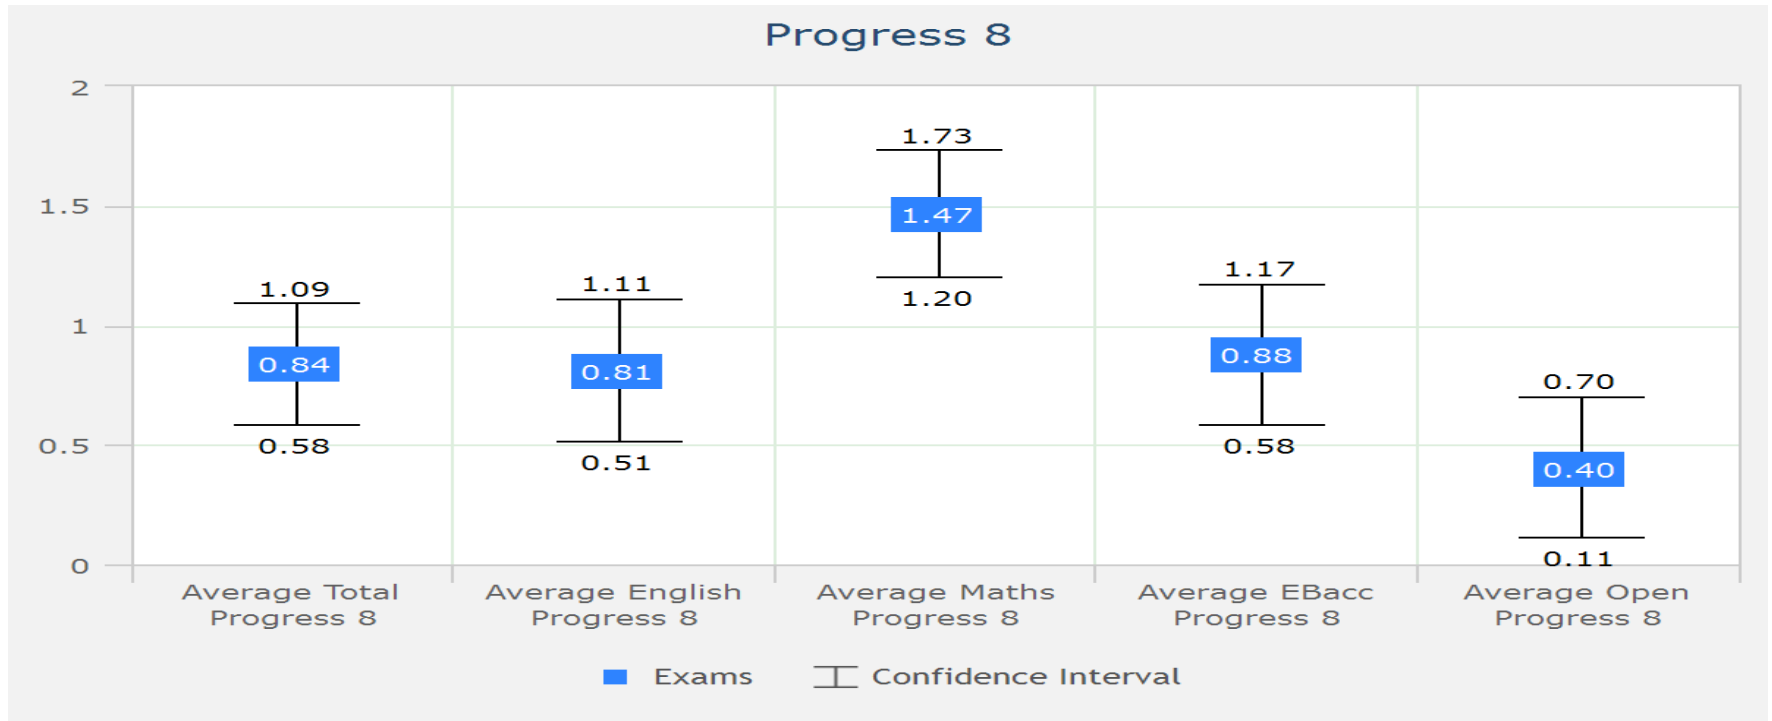 Progress 8
2
1.5
1
0.5
0
1.09
0.84
0.58
1.11
0.81
0.51
1.73
1.47
1.20
1.17
0.88
0.58
0.70
0.40
0.11
Average Total
Progress 8
Average English
Progress 8
Average Maths
Progress 8
Average EBacc
Progress 8
Average Open
Progress 8
Exams
Confidence Interval